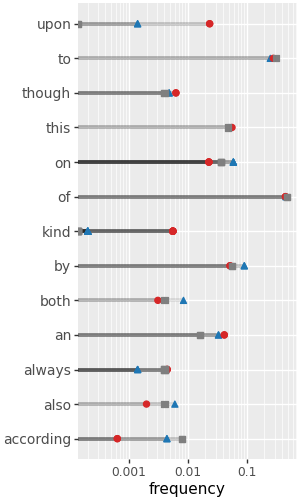 upon
to
though
this
on
of
kind
by
both
an
always
also
according
0.001 0.01 0.1
frequency